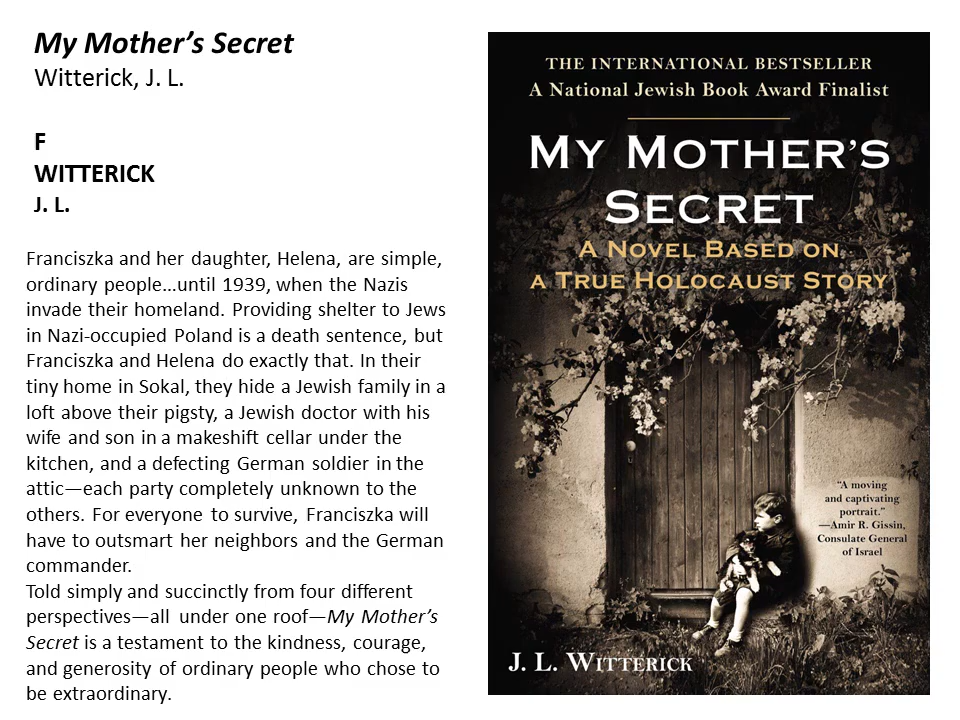 My Mother’s Secret
Witterick, J. L.
F
WITTERICK
J. L.
Franciszka and her daughter, Helena, are simple,
ordinary people…until 1939, when the Nazis
invade their homeland. Providing shelter to Jews
in Nazi-occupied Poland is a death sentence, but
Franciszka and Helena do exactly that. In their
tiny home in Sokal, they hide a Jewish family in a
loft above their pigsty, a Jewish doctor with his
wife and son in a makeshift cellar under the
kitchen, and a defecting German soldier in the
attic—each party completely unknown to the
others. For everyone to survive, Franciszka will
have to outsmart her neighbors and the German
commander.
Told simply and succinctly from four different
perspectives—all under one roof—My Mother’s
Secret is a testament to the kindness, courage,
and generosity of ordinary people who chose to
be extraordinary.
THE INTERNATIONAL BESTSELLER
A National Jewish Book Award Finalist
MY MOTHER’S
SECRET
A NOVEL BASED ON
A TRUE HOLOCAUST STORY
“A moving
and captivating
portrait.”
—Amir R. Gissin,
Consulate General
of Israel
J. L. WITTERICK